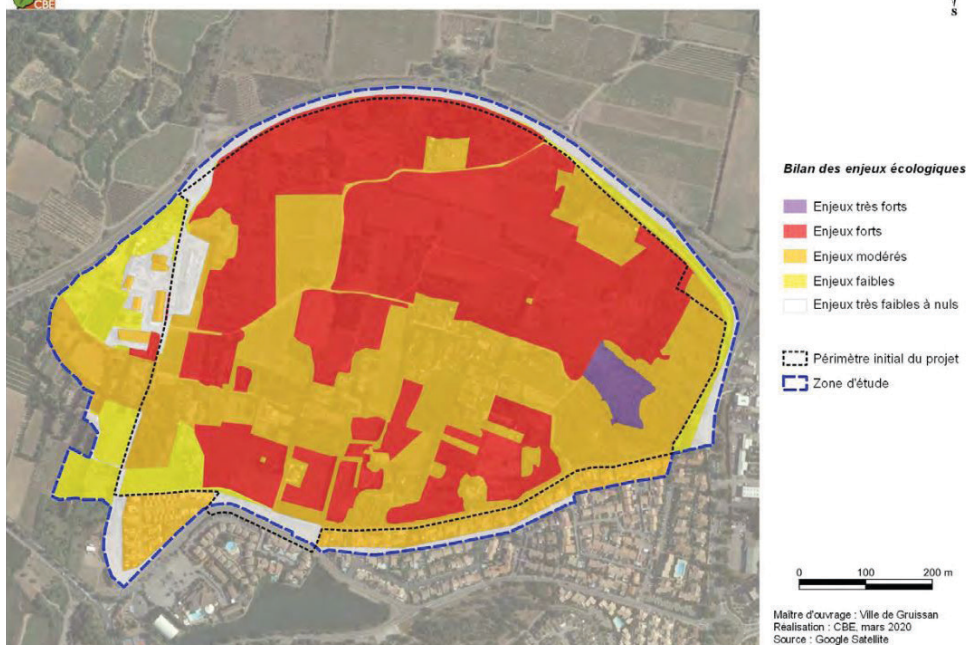 CBE
S
Bilan des enjeux écologiques
Enjeux très forts
Enjeux forts
Enjeux modérés
Enjeux faibles
Enjeux très faibles à nuls
Périmètre initial du projet
Zone d'étude
0 100 200 m
Maître d'ouvrage : Ville de Gruissan
Réalisation : CBE, mars 2020
Source : Google Satellite